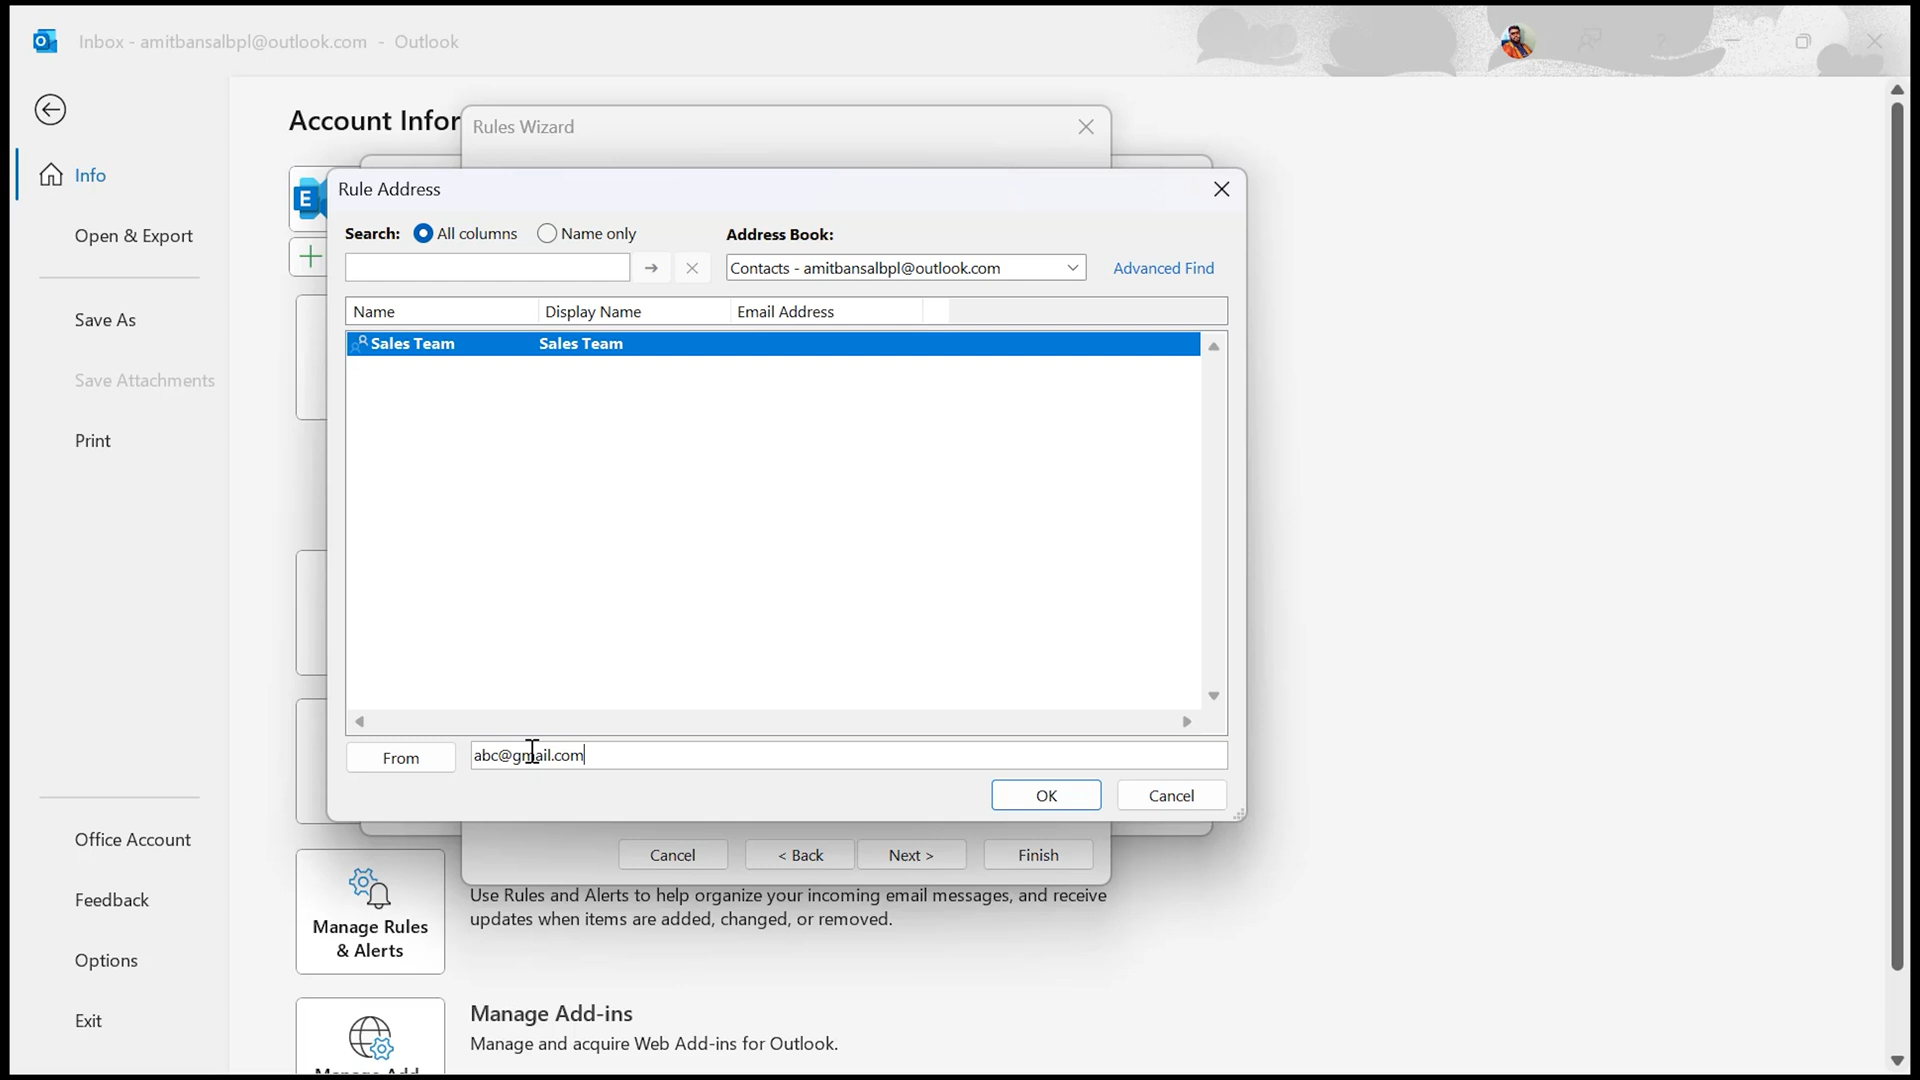 Inbox - amitbansalbpl@outlook.com - Outlook
Account Infor
Rules Wizard
Info
Open & Export
Save As
Save Attachments
Print
Office Account
Feedback
Options
Exit
Rule Address
Search: All columns Name only
Address Book:
Contacts - amitbansalbpl@outlook.com
Advanced Find
Name Display Name Email Address
Sales Team Sales Team
From abc@gmail.com
OK Cancel
Cancel < Back Next > Finish
Manage Rules
& Alerts
Use Rules and Alerts to help organize your incoming email messages, and receive
updates when items are added, changed, or removed.
Manage Add-ins
Manage and acquire Web Add-ins for Outlook.
Manage Add